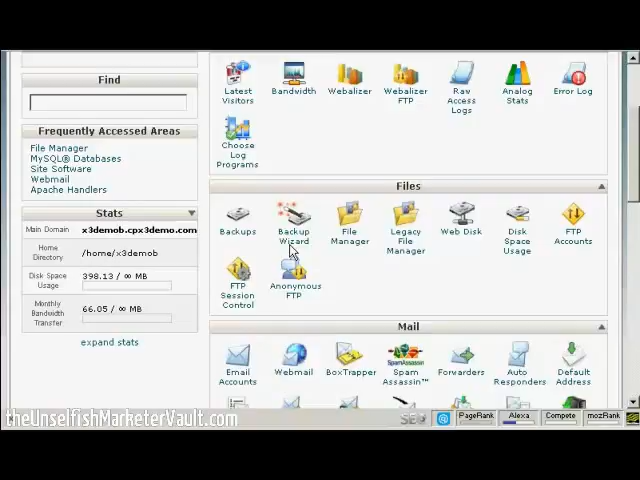 Find
Frequently Accessed Areas
File Manager
MySQL® Databases
Site Software
Webmail
Apache Handlers
Stats
Main Domain x3demob.cpx3demo.com
Home Directory /home/x3demob
Disk Space Usage 398.13 / ∞ MB
Monthly Bandwidth Transfer 66.05 / ∞ MB
expand stats
Latest Visitors
Bandwidth
Webalizer
Webalizer FTP
Raw Access Logs
Analog Stats
Error Log
Choose Log Programs
Files
Backups
Backup Wizard
File Manager
Legacy File Manager
Web Disk
Disk Space Usage
FTP Accounts
FTP Session Control
Anonymous FTP
Mail
Email Accounts
Webmail
BoxTrapper
Spam Assassin™
Forwarders
Auto Responders
Default Address
theUnselfishMarketerVault.com
PageRank
Alexa
Compete
mozRank